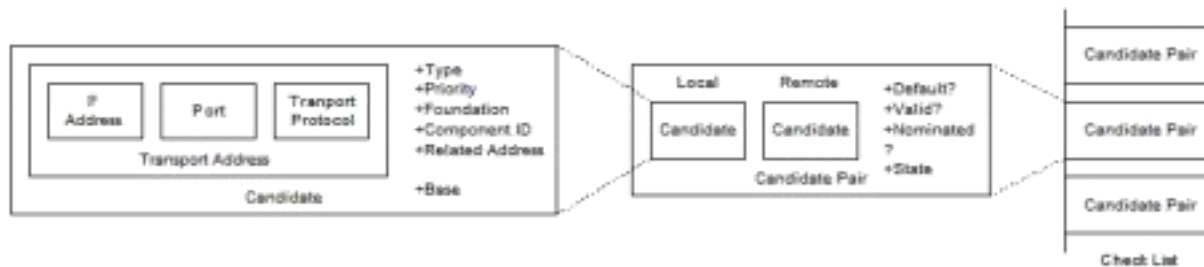 IP
Address
Port
Tranport
Protocol
Transport Address
+Type
+Priority
+Foundation
+Component ID
+Related Address
+Base
Candidate
Local
Remote
Candidate
Candidate
+Default?
+Valid?
+Nominated
?
+State
Candidate Pair
Candidate Pair
Candidate Pair
Candidate Pair
Check List